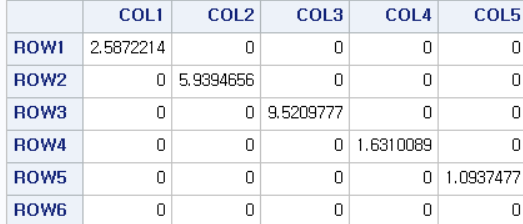 COL1 COL2 COL3 COL4 COL5
ROW1 2.5872214 0 0 0 0
ROW2 0 5.9394656 0 0 0
ROW3 0 0 9.5209777 0 0
ROW4 0 0 0 1.6310089 0
ROW5 0 0 0 0 1.0937477
ROW6 0 0 0 0 0